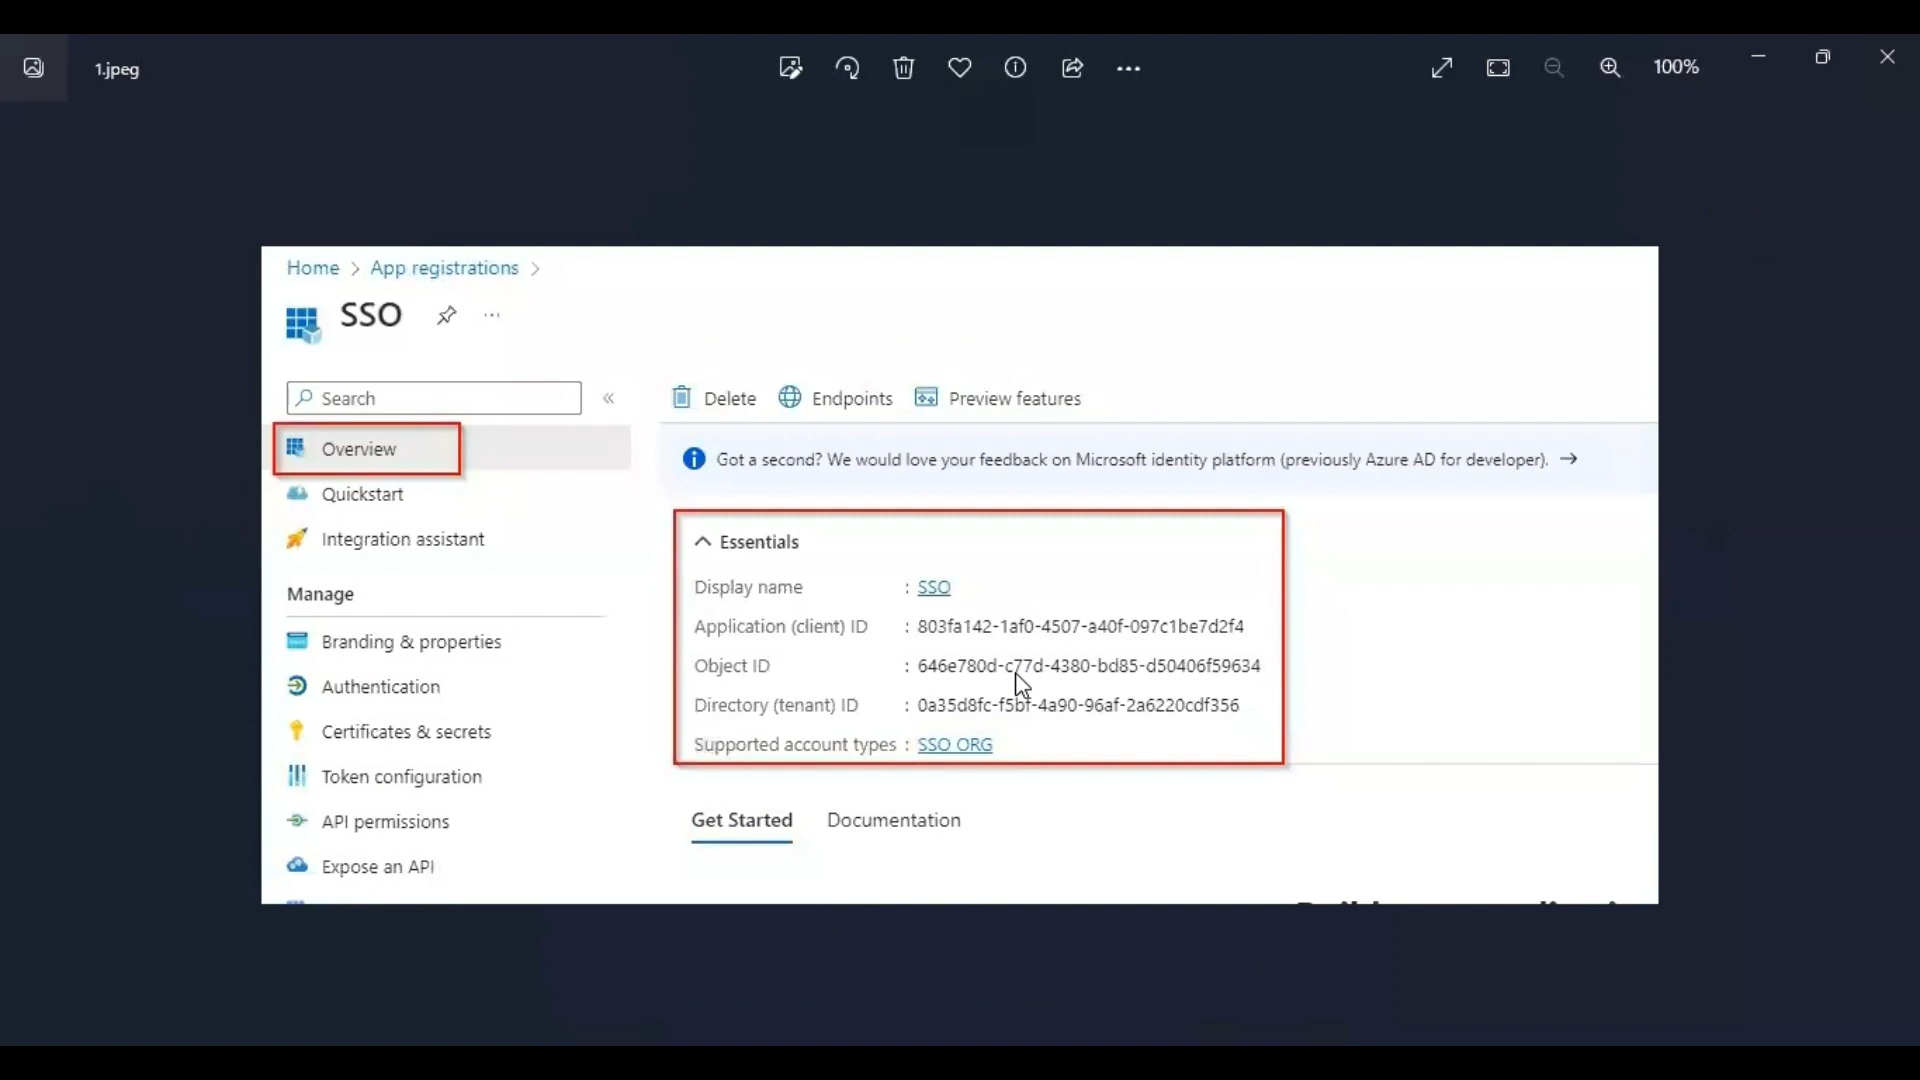 1.jpeg
100%
Home > App registrations >
SSO
Search
Delete
Endpoints
Preview features
Overview
Got a second? We would love your feedback on Microsoft identity platform (previously Azure AD for developer). →
Quickstart
Integration assistant
Essentials
Display name : SSO
Application (client) ID : 803fa142-1af0-4507-a40f-097c1be7d2f4
Object ID : 646e780d-c77d-4380-bd85-d50406f59634
Directory (tenant) ID : 0a35d8fc-f5bf-4a90-96af-2a6220cdf356
Supported account types : SSO ORG
Manage
Branding & properties
Authentication
Certificates & secrets
Token configuration
API permissions
Expose an API
Get Started
Documentation